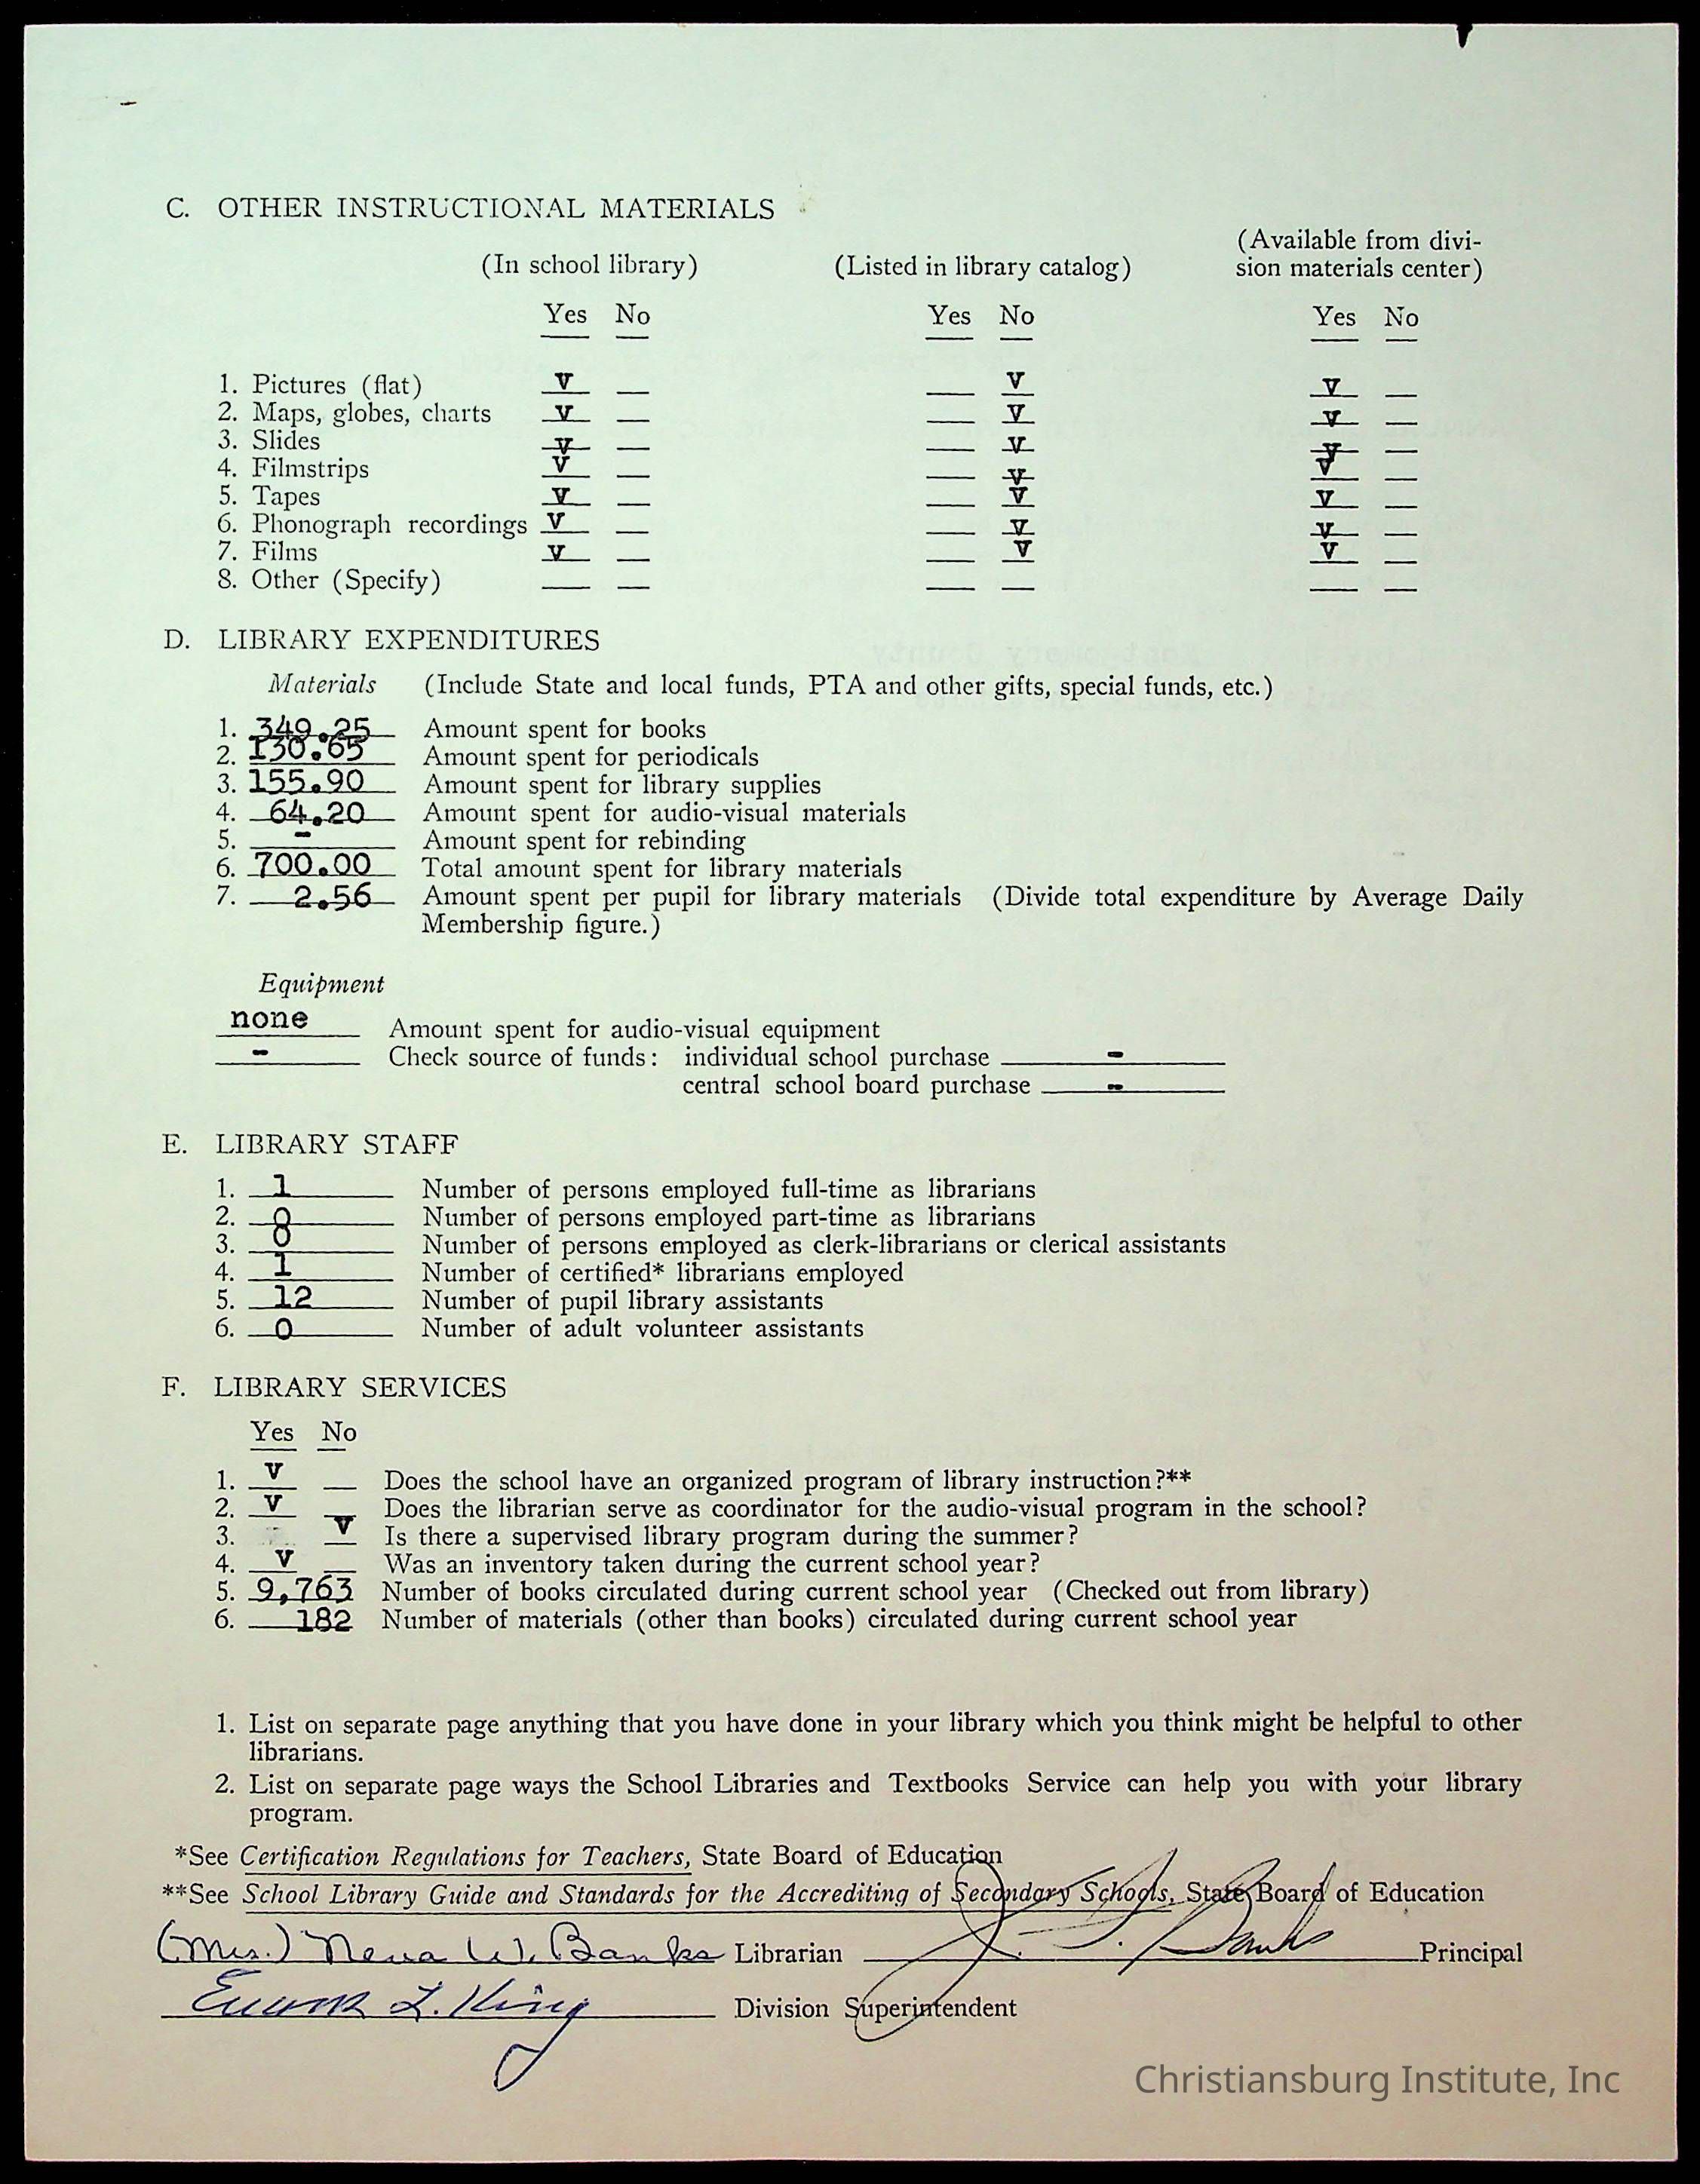 C. OTHER INSTRUCTIONAL MATERIALS
(In school library) (Listed in library catalog) (Available from divi-
sion materials center)
Yes No Yes No Yes No
1. Pictures (flat) V V V
2. Maps, globes, charts V V V
3. Slides V V V
4. Filmstrips V V V
5. Tapes V V V
6. Phonograph recordings V V V
7. Films V V V
8. Other (Specify)
D. LIBRARY EXPENDITURES
Materials (Include State and local funds, PTA and other gifts, special funds, etc.)
1. 349.25 Amount spent for books
2. 130.65 Amount spent for periodicals
3. 155.90 Amount spent for library supplies
4. 64.20 Amount spent for audio-visual materials
5. - Amount spent for rebinding
6. 700.00 Total amount spent for library materials
7. 2.56 Amount spent per pupil for library materials (Divide total expenditure by Average Daily
Membership figure.)
Equipment
none Amount spent for audio-visual equipment
- Check source of funds: individual school purchase -
central school board purchase -
E. LIBRARY STAFF
1. 1 Number of persons employed full-time as librarians
2. 0 Number of persons employed part-time as librarians
3. 0 Number of persons employed as clerk-librarians or clerical assistants
4. 1 Number of certified* librarians employed
5. 12 Number of pupil library assistants
6. 0 Number of adult volunteer assistants
F. LIBRARY SERVICES
Yes No
1. V Does the school have an organized program of library instruction?**
2. V Does the librarian serve as coordinator for the audio-visual program in the school?
3. V Is there a supervised library program during the summer?
4. V Was an inventory taken during the current school year?
5. 9,763 Number of books circulated during current school year (Checked out from library)
6. 182 Number of materials (other than books) circulated during current school year
1. List on separate page anything that you have done in your library which you think might be helpful to other
librarians.
2. List on separate page ways the School Libraries and Textbooks Service can help you with your library
program.
*See Certification Regulations for Teachers, State Board of Education
**See School Library Guide and Standards for the Accrediting of Secondary Schools, State Board of Education
(Mrs.) Neva W. Banks Librarian Banks Principal
L. King Division Superintendent
Christiansburg Institute, Inc